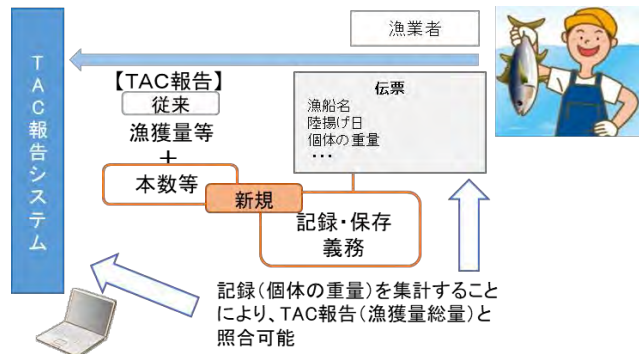 漁業者
TAC報告システム
【TAC報告】
従来
漁獲量等
+
本数等
新規
伝票
漁船名
陸揚げ日
個体の重量
・・・
記録・保存
義務
記録(個体の重量)を集計すること
により、TAC報告(漁獲量総量)と
照合可能